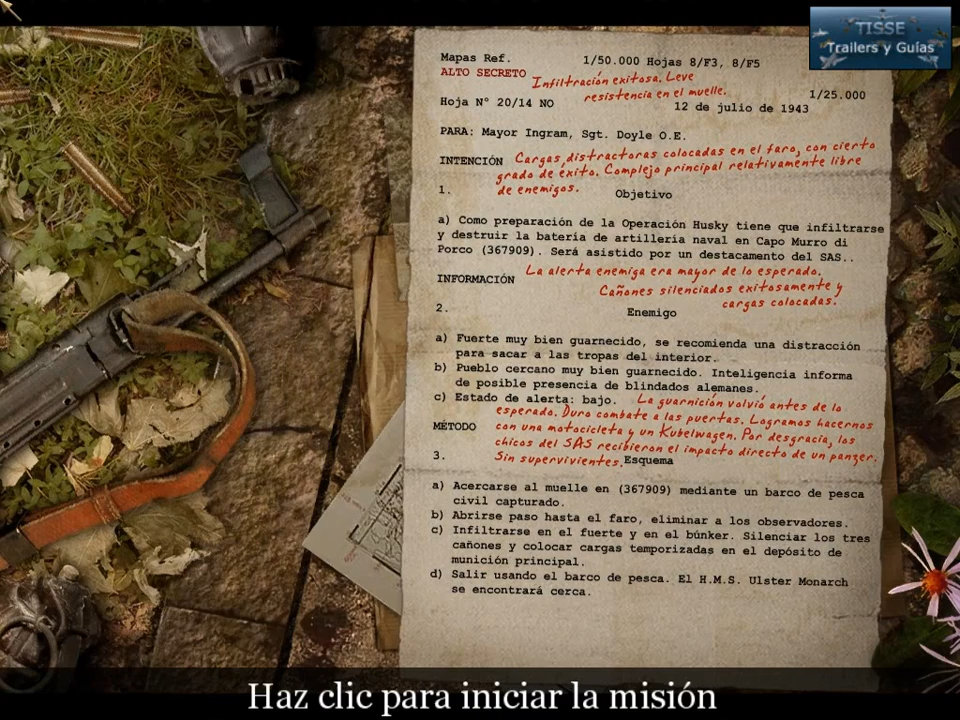 TISSE
Trailers y Guías
Mapas Ref. 1/50.000 Hojas 8/F3, 8/F5
ALTO SECRETO Infiltración exitosa. Leve
resistencia en el muelle. 1/25.000
Hoja N° 20/14 NO 12 de julio de 1943
PARA: Mayor Ingram, Sgt. Doyle O.E.
INTENCIÓN Cargas distractoras colocadas en el faro, con cierto
grado de éxito. Complejo principal relativamente libre
de enemigos.
1. Objetivo
a) Como preparación de la Operación Husky tiene que infiltrarse
y destruir la batería de artillería naval en Capo Murro di
Porco (367909). Será asistido por un destacamento del SAS..
INFORMACIÓN La alerta enemiga era mayor de lo esperado.
Cañones silenciados exitosamente y
cargas colocadas.
2. Enemigo
a) Fuerte muy bien guarnecido, se recomienda una distracción
para sacar a las tropas del interior.
b) Pueblo cercano muy bien guarnecido. Inteligencia informa
de posible presencia de blindados alemanes.
c) Estado de alerta: bajo. La guarnición volvió antes de lo
esperado. Duro combate a las puertas. Logramos hacernos
MÉTODO con una motocicleta y un Kubelwagen. Por desgracia, los
chicos del SAS recibieron el impacto directo de un panzer.
Sin supervivientes.
3. Esquema
a) Acercarse al muelle en (367909) mediante un barco de pesca
civil capturado.
b) Abrirse paso hasta el faro, eliminar a los observadores.
c) Infiltrarse en el fuerte y en el búnker. Silenciar los tres
cañones y colocar cargas temporizadas en el depósito de
munición principal.
d) Salir usando el barco de pesca. El H.M.S. Ulster Monarch
se encontrará cerca.
Haz clic para iniciar la misión